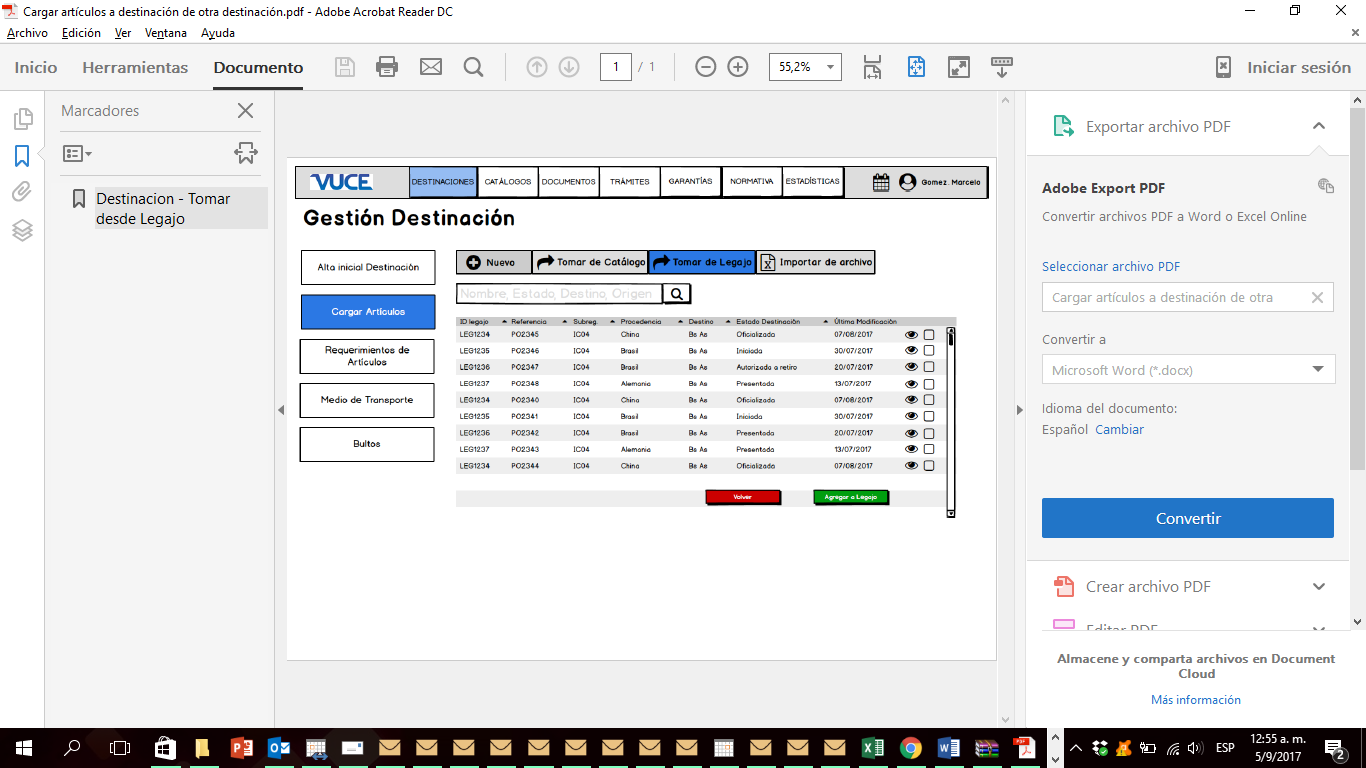 Cargar artículos a destinación de otra destinación.pdf - Adobe Acrobat Reader DC
Archivo Edición Ver Ventana Ayuda
Inicio Herramientas Documento 1 / 1 55,2% Iniciar sesión
Marcadores
Destinacion - Tomar
desde Legajo
VUCE DESTINACIONES CATÁLOGOS DOCUMENTOS TRÁMITES GARANTÍAS NORMATIVA ESTADÍSTICAS Gomez, Marcelo
Gestión Destinación
Alta inicial Destinación
Cargar Artículos
Requerimientos de
Artículos
Medio de Transporte
Bultos
Nuevo Tomar de Catálogo Tomar de Legajo Importar de archivo
Nombre, Estado, Destino, Origen
ID legajo Referencia Subreg. Procedencia Destino Estado Destinación Última Modificación
LEG1234 PO2345 IC04 China Bs As Oficializada 07/08/2017
LEG1235 PO2346 IC04 Brasil Bs As Iniciada 30/07/2017
LEG1236 PO2347 IC04 Brasil Bs As Autorizado a retiro 20/07/2017
LEG1237 PO2348 IC04 Alemania Bs As Presentada 13/07/2017
LEG1234 PO2340 IC04 China Bs As Oficializada 07/08/2017
LEG1235 PO2341 IC04 Brasil Bs As Iniciada 30/07/2017
LEG1236 PO2342 IC04 Brasil Bs As Presentada 20/07/2017
LEG1237 PO2343 IC04 Alemania Bs As Presentada 13/07/2017
LEG1234 PO2344 IC04 China Bs As Oficializada 07/08/2017
Volver Agregar a Legajo
Exportar archivo PDF
Adobe Export PDF
Convertir archivos PDF a Word o Excel Online
Seleccionar archivo PDF
Cargar artículos a destinación de otra
Convertir a
Microsoft Word (*.docx)
Idioma del documento:
Español Cambiar
Convertir
Crear archivo PDF
Editar PDF
Almacene y comparta archivos en Document
Cloud
Más información
ESP
12:55 a. m.
5/9/2017
2